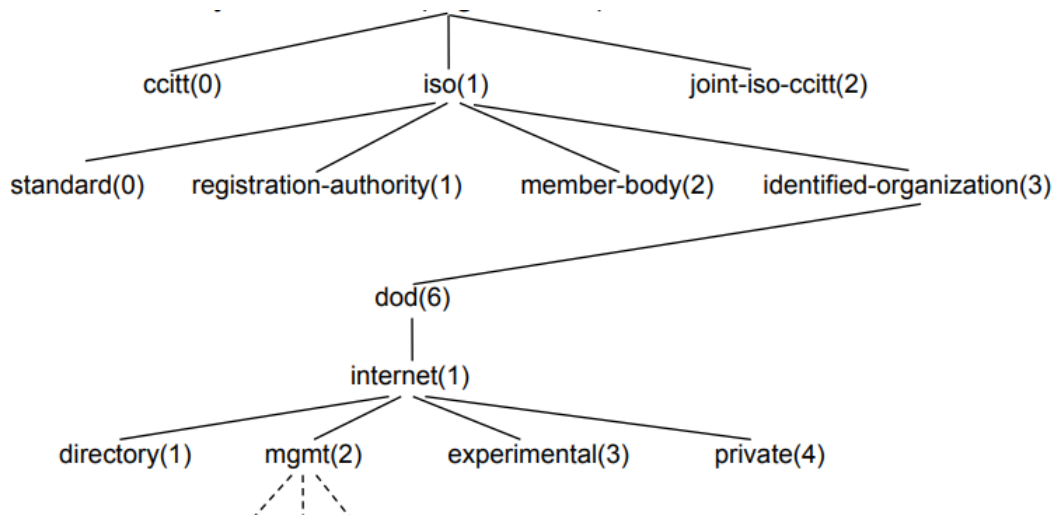 ccitt(0) iso(1) joint-iso-ccitt(2)
standard(0) registration-authority(1) member-body(2) identified-organization(3)
dod(6)
internet(1)
directory(1) mgmt(2) experimental(3) private(4)